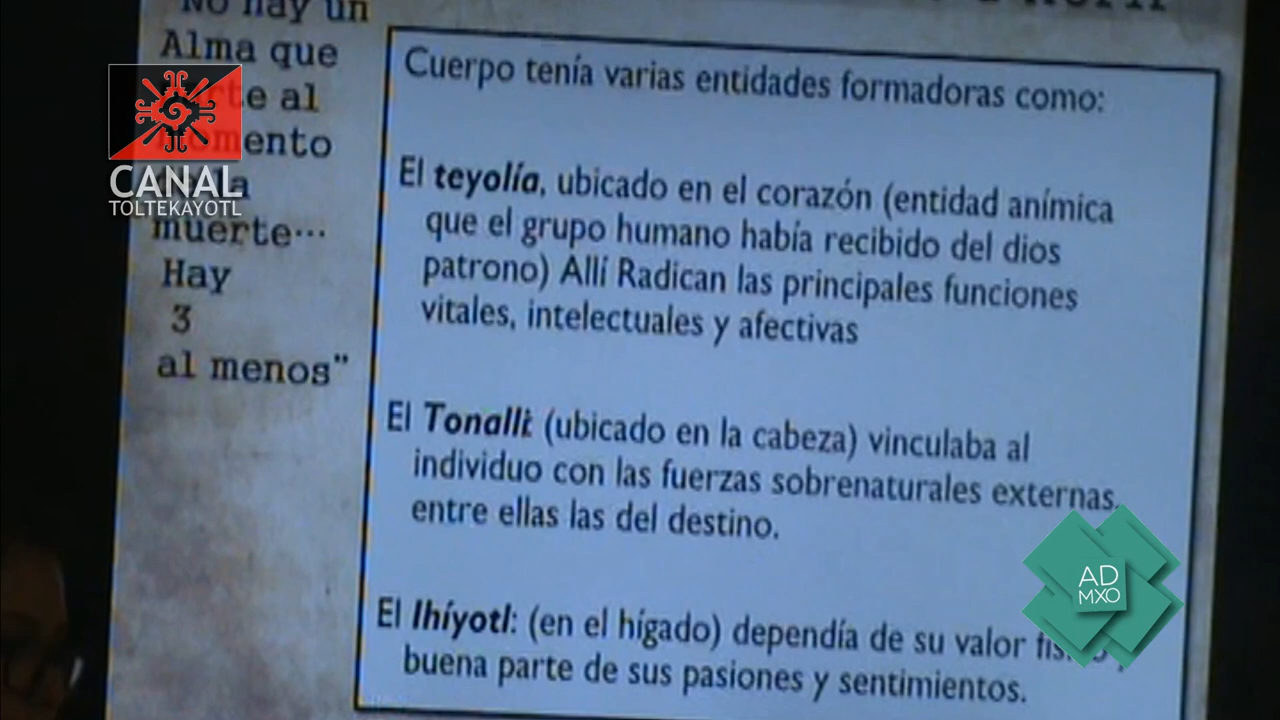 "No hay un
Alma que
al
momento
muerte...
Hay
3
al menos"
Cuerpo tenía varias entidades formadoras como:
El teyolía, ubicado en el corazón (entidad anímica
que el grupo humano había recibido del dios
patrono) Allí Radican las principales funciones
vitales, intelectuales y afectivas
El Tonalli: (ubicado en la cabeza) vinculaba al
individuo con las fuerzas sobrenaturales externas,
entre ellas las del destino.
El Ihíyotl: (en el hígado) dependía de su valor
buena parte de sus pasiones y sentimientos.
CANAL
TOLTEKAYOTL
AD
MXO